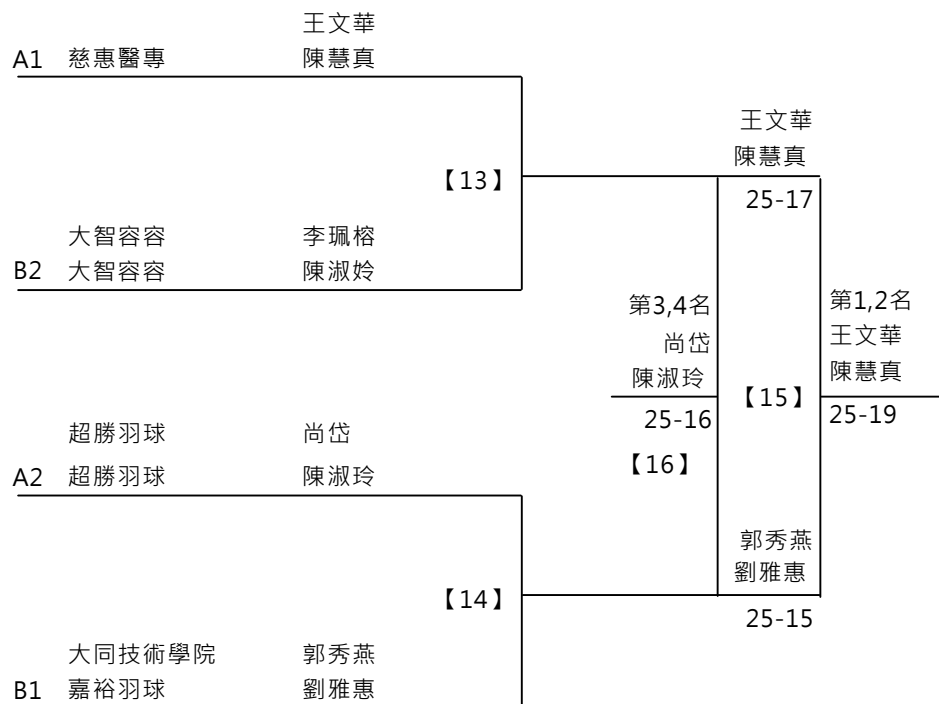 王文華
A1 慈惠醫專 陳慧真
王文華
陳慧真
【13】
25-17
大智容容 李珮榕
B2 大智容容 陳淑姈
第3,4名
尚岱
陳淑玲
25-16
【16】
【15】
第1,2名
王文華
陳慧真
25-19
超勝羽球 尚岱
A2 超勝羽球 陳淑玲
郭秀燕
劉雅惠
【14】
25-15
大同技術學院 郭秀燕
B1 嘉裕羽球 劉雅惠